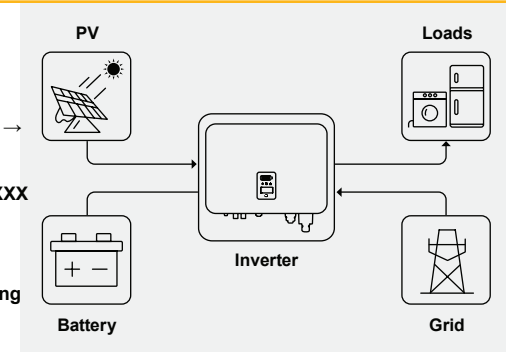 PV
Loads
→
XXX
Inverter
+ −
ng
Battery
Grid